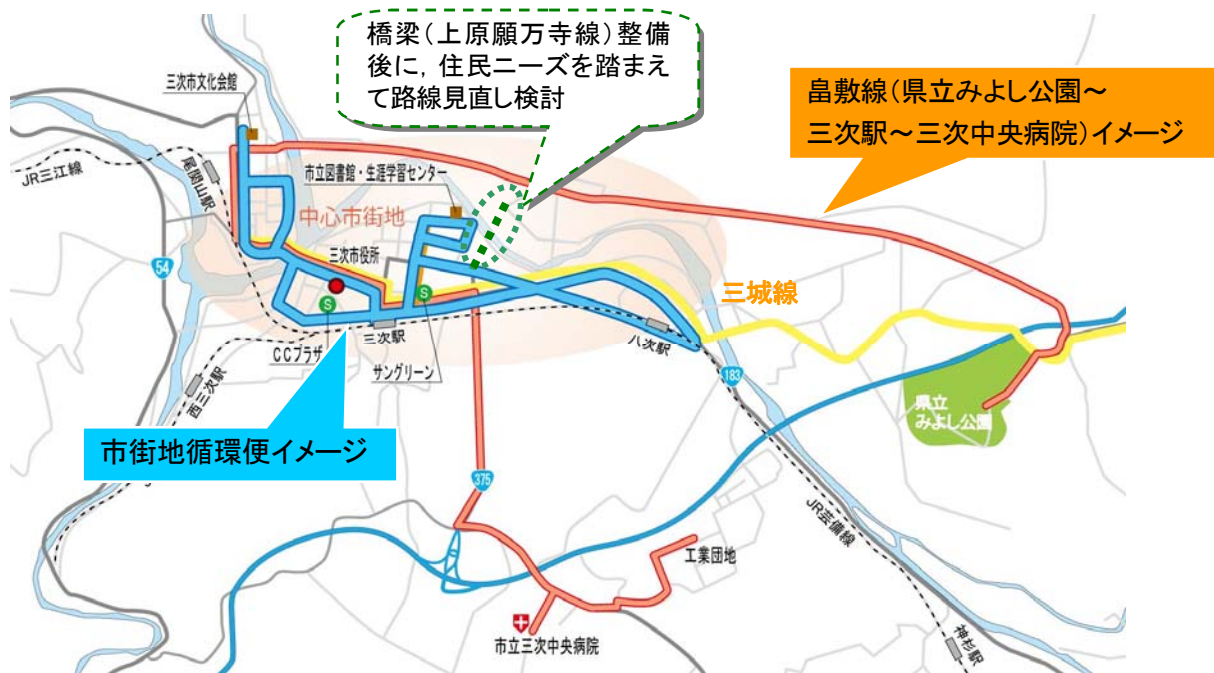 橋梁(上原願万寺線)整備
後に,住民ニーズを踏まえ
て路線見直し検討
畠敷線(県立みよし公園~
三次駅~三次中央病院)イメージ
三次市文化会館
JR三江線
尾関山駅
市立図書館・生涯学習センター
中心市街地
三次市役所
54
S
S
三城線
三次駅
八次駅
CCプラザ
サングリーン
西三次駅
183
県立
みよし公園
市街地循環便イメージ
375
JR芸備線
工業団地
市立三次中央病院
神杉駅